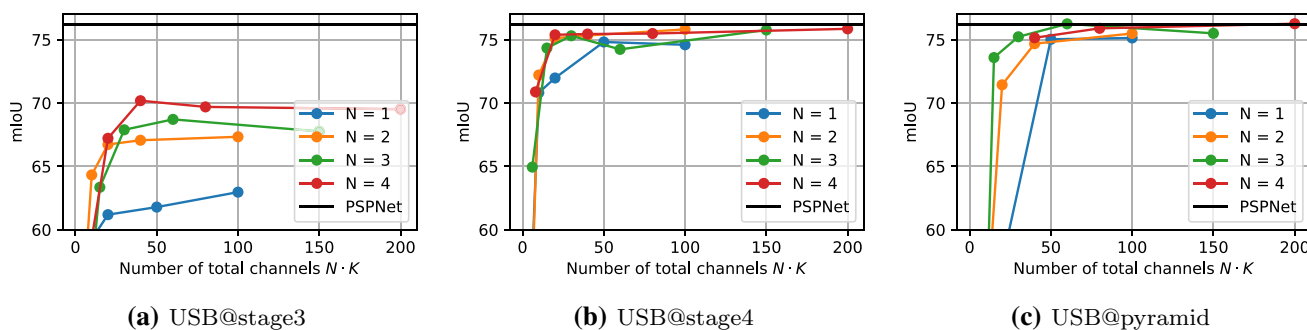 75
70
65
60
mIoU
0 50 100 150 200
Number of total channels N · K
N = 1
N = 2
N = 3
N = 4
PSPNet
(a) USB@stage3
75
70
65
60
mIoU
0 50 100 150 200
Number of total channels N · K
N = 1
N = 2
N = 3
N = 4
PSPNet
(b) USB@stage4
75
70
65
60
mIoU
0 50 100 150 200
Number of total channels N · K
N = 1
N = 2
N = 3
N = 4
PSPNet
(c) USB@pyramid